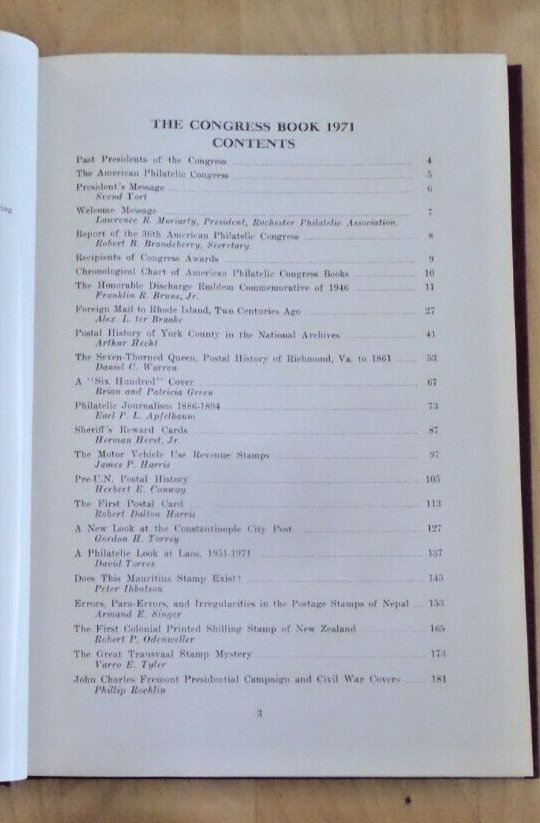 ing
THE CONGRESS BOOK 1971
CONTENTS
Past Presidents of the Congress 4
The American Philatelic Congress 5
President's Message 6
Svend Yort
Welcome Message 7
Lawrence R. Moriarty, President, Rochester Philatelic Association.
Report of the 36th American Philatelic Congress 8
Robert B. Brandeberry, Secretary.
Recipients of Congress Awards 9
Chronological Chart of American Philatelic Congress Books 10
The Honorable Discharge Emblem Commemorative of 1946 11
Franklin R. Bruns, Jr.
Foreign Mail to Rhode Island, Two Centuries Ago 27
Alex. L. ter Braake
Postal History of York County in the National Archives 41
Arthur Hecht
The Seven-Thorned Queen, Postal History of Richmond, Va. to 1861 53
Daniel C. Warren
A "Six Hundred" Cover 67
Brian and Patricia Green
Philatelic Journalism 1886-1894 73
Earl P. L. Apfelbaum
Sheriff's Reward Cards 87
Herman Herst, Jr.
The Motor Vehicle Use Revenue Stamps 97
James P. Harris
Pre-U.N. Postal History 105
Herbert E. Conway
The First Postal Card 113
Robert Dalton Harris
A New Look at the Constantinople City Post 127
Gordon H. Torrey
A Philatelic Look at Laos, 1951-1971 137
David Torres
Does This Mauritius Stamp Exist? 145
Peter Ibbotson
Errors, Para-Errors, and Irregularities in the Postage Stamps of Nepal 153
Armand E. Singer
The First Colonial Printed Shilling Stamp of New Zealand 165
Robert P. Odenweller
The Great Transvaal Stamp Mystery 173
Varro E. Tyler
John Charles Fremont Presidential Campaign and Civil War Covers 181
Phillip Rochlin
3